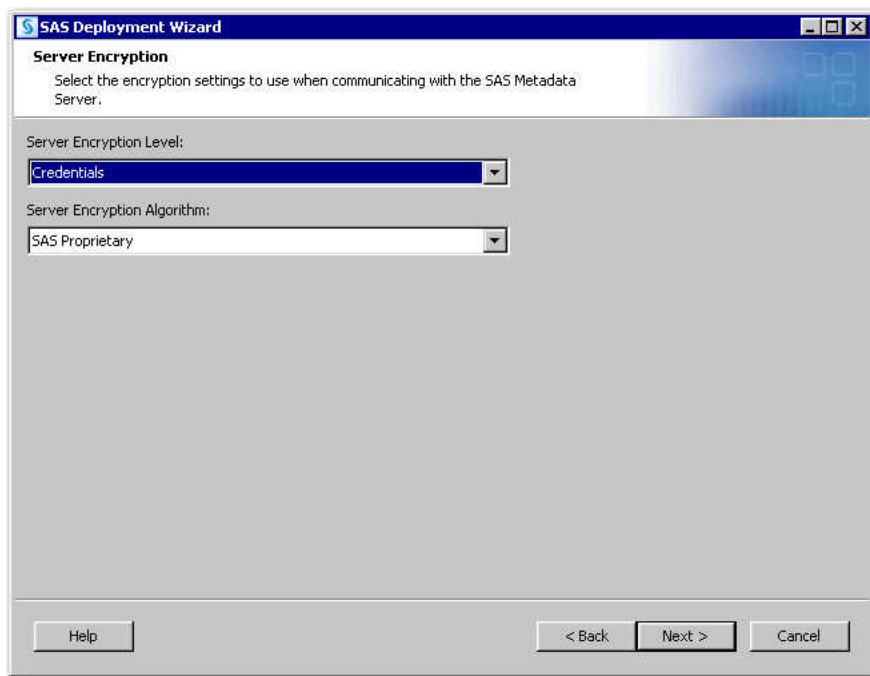 SAS Deployment Wizard
Server Encryption
Select the encryption settings to use when communicating with the SAS Metadata
Server.
Server Encryption Level:
Credentials
Server Encryption Algorithm:
SAS Proprietary
Help
< Back
Next >
Cancel